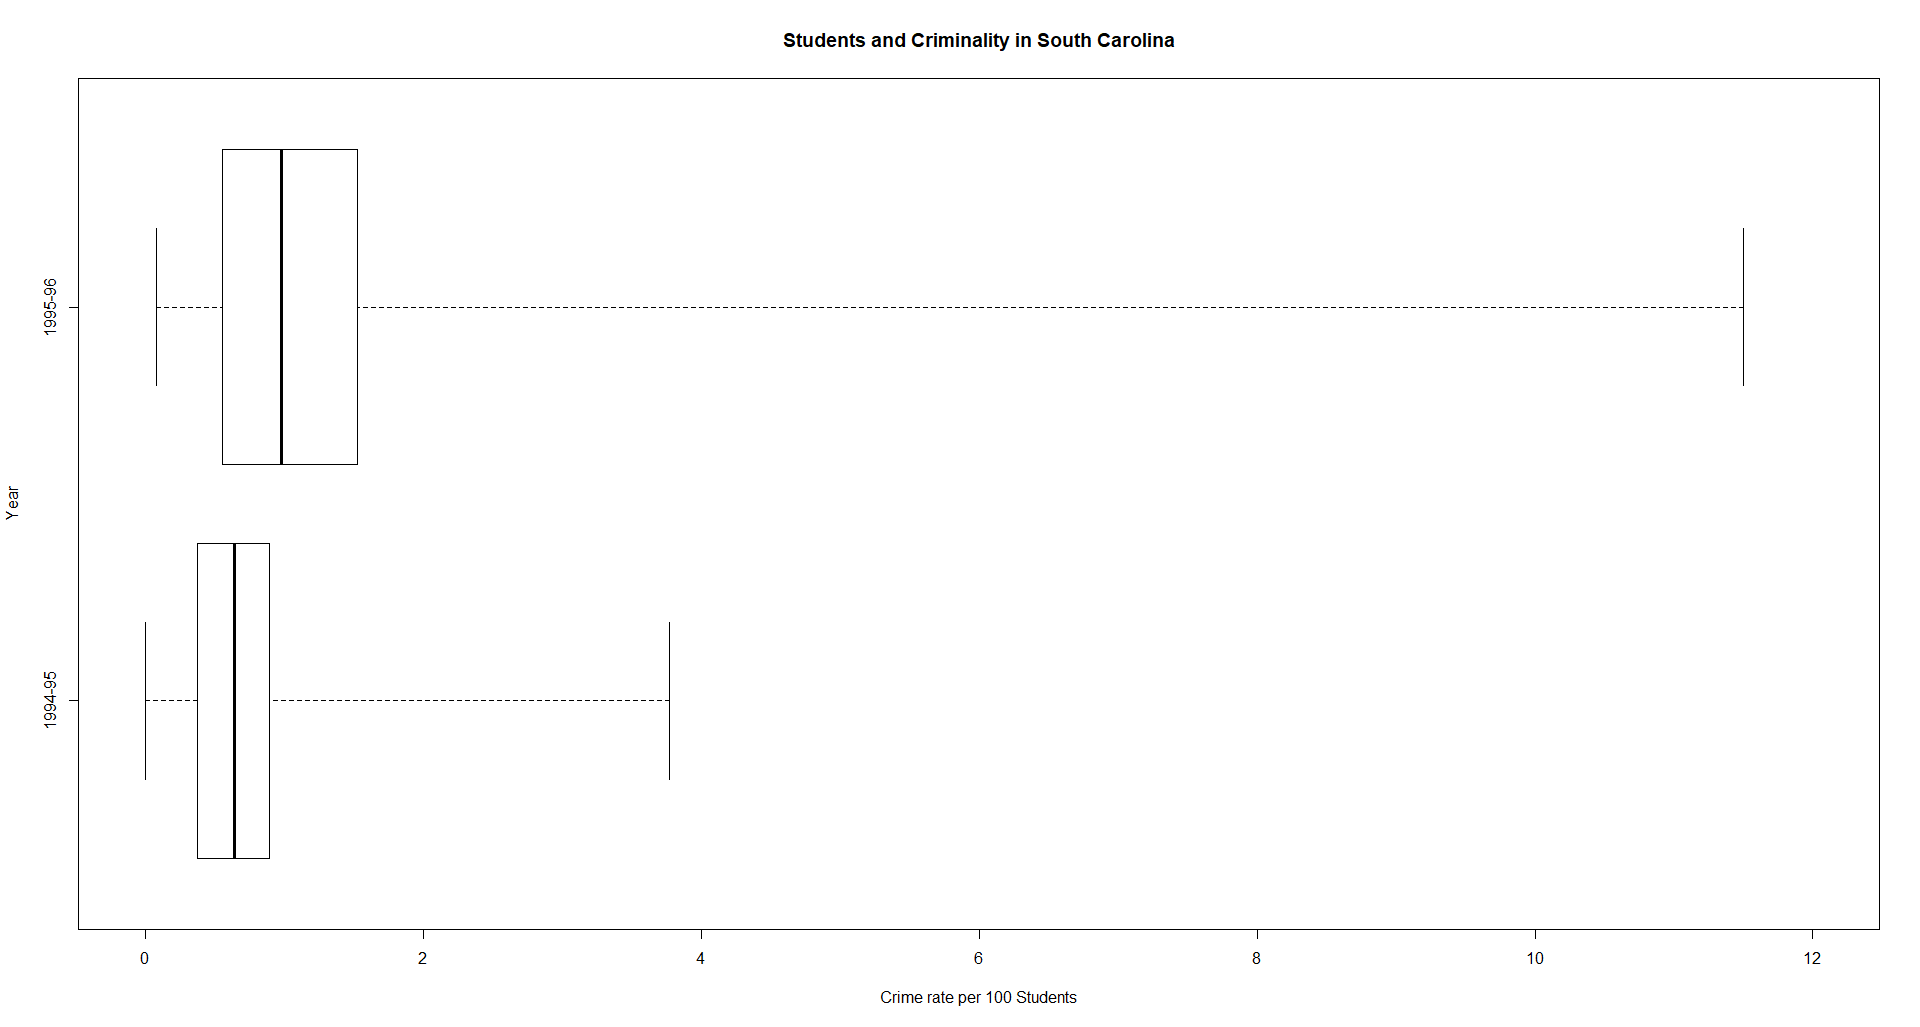 Students and Criminality in South Carolina
Year
1995-96
1994-95
0 2 4 6 8 10 12
Crime rate per 100 Students